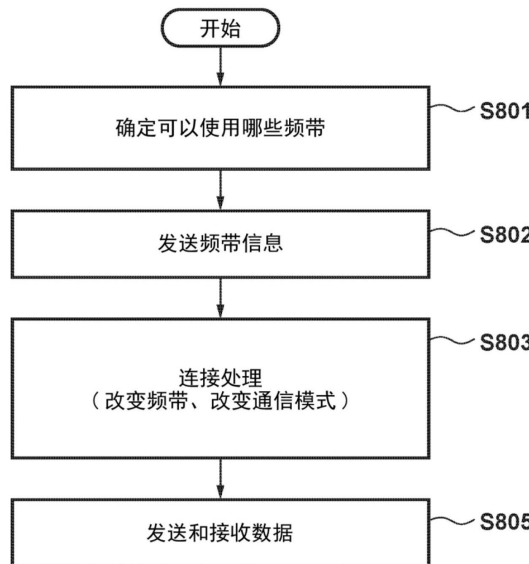 开始
确定可以使用哪些频带
S801
发送频带信息
S802
连接处理
（改变频带、改变通信模式）
S803
发送和接收数据
S805